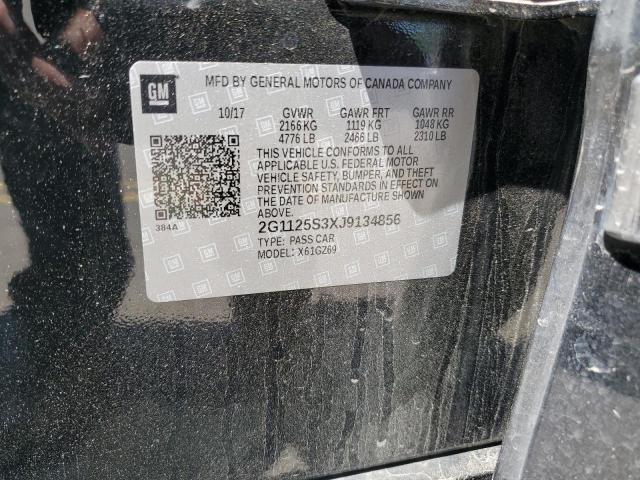 GM
MFD BY GENERAL MOTORS OF CANADA COMPANY
10/17 GVWR GAWR FRT GAWR RR
2166 KG 1119 KG 1048 KG
4776 LB 2466 LB 2310 LB
THIS VEHICLE CONFORMS TO ALL
APPLICABLE U.S. FEDERAL MOTOR
VEHICLE SAFETY, BUMPER, AND THEFT
PREVENTION STANDARDS IN EFFECT ON
THE DATE OF MANUFACTURE SHOWN
ABOVE.
384A
2G1125S3XJ9134856
TYPE: PASS CAR
MODEL: X61GZ69